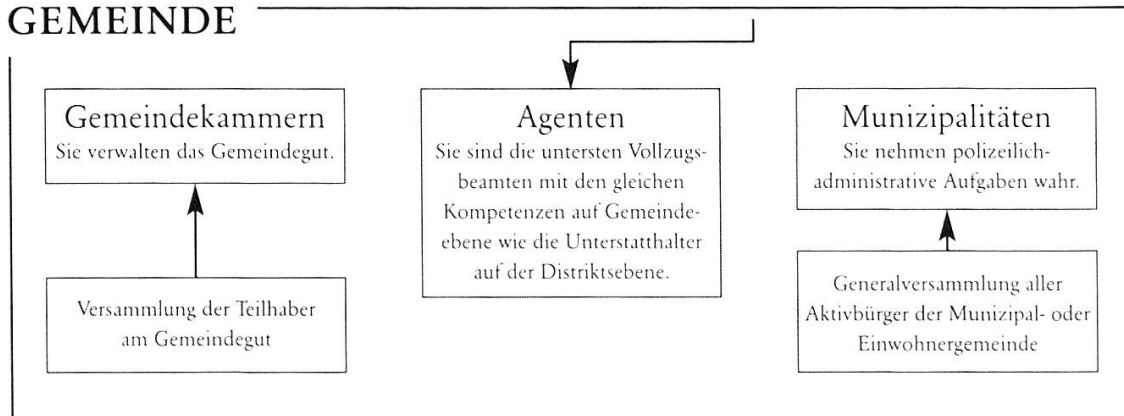 GEMEINDE
Gemeindekammern
Sie verwalten das Gemeindegut.
Versammlung der Teilhaber
am Gemeindegut
Agenten
Sie sind die untersten Vollzugs-
beamten mit den gleichen
Kompetenzen auf Gemeinde-
ebene wie die Unterstatthalter
auf der Distriktsebene.
Munizipalitäten
Sie nehmen polizeilich-
administrative Aufgaben wahr.
Generalversammlung aller
Aktivbürger der Munizipal- oder
Einwohnergemeinde